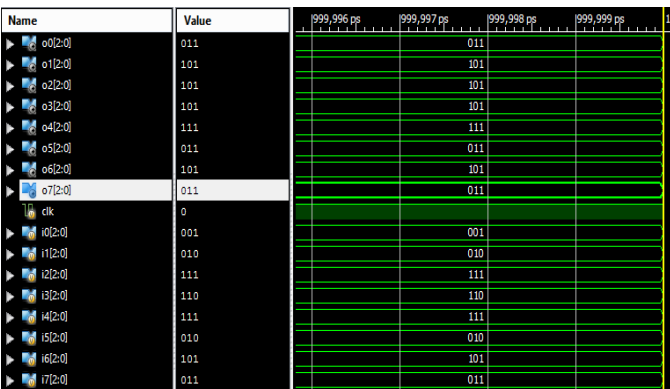 Name Value 999,996 ps 999,997 ps 999,998 ps 999,999 ps
o0[2:0] 011 011
o1[2:0] 101 101
o2[2:0] 101 101
o3[2:0] 101 101
o4[2:0] 111 111
o5[2:0] 011 011
o6[2:0] 101 101
o7[2:0] 011 011
clk 0
i0[2:0] 001 001
i1[2:0] 010 010
i2[2:0] 111 111
i3[2:0] 110 110
i4[2:0] 111 111
i5[2:0] 010 010
i6[2:0] 101 101
i7[2:0] 011 011